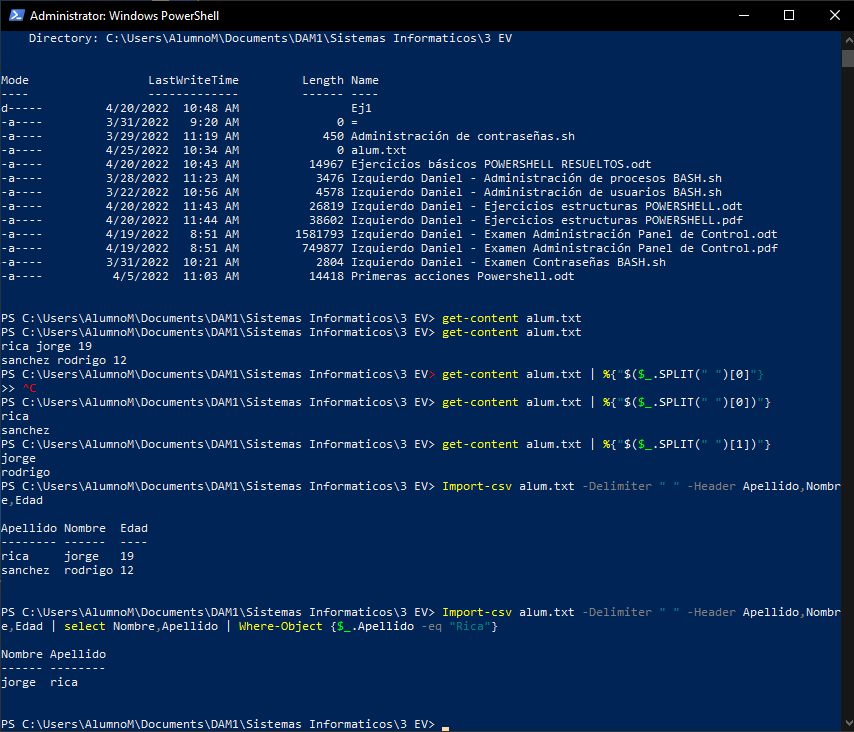 Administrator: Windows PowerShell
Directory: C:\Users\AlumnoM\Documents\DAM1\Sistemas Informaticos\3 EV
Mode LastWriteTime Length Name
---- ------------- ------ ----
d----- 4/20/2022 10:48 AM Ej1
-a---- 3/31/2022 9:20 AM 0 =
-a---- 3/29/2022 11:19 AM 450 Administración de contraseñas.sh
-a---- 4/25/2022 10:34 AM 0 alum.txt
-a---- 4/20/2022 10:43 AM 14967 Ejercicios básicos POWERSHELL RESUELTOS.odt
-a---- 3/28/2022 11:23 AM 3476 Izquierdo Daniel - Administración de procesos BASH.sh
-a---- 3/22/2022 10:56 AM 4578 Izquierdo Daniel - Administración de usuarios BASH.sh
-a---- 4/20/2022 11:43 AM 26819 Izquierdo Daniel - Ejercicios estructuras POWERSHELL.odt
-a---- 4/20/2022 11:44 AM 38602 Izquierdo Daniel - Ejercicios estructuras POWERSHELL.pdf
-a---- 4/19/2022 8:51 AM 1581793 Izquierdo Daniel - Examen Administración Panel de Control.odt
-a---- 4/19/2022 8:51 AM 749877 Izquierdo Daniel - Examen Administración Panel de Control.pdf
-a---- 3/31/2022 10:21 AM 2804 Izquierdo Daniel - Examen Contraseñas BASH.sh
-a---- 4/5/2022 11:03 AM 14418 Primeras acciones Powershell.odt
PS C:\Users\AlumnoM\Documents\DAM1\Sistemas Informaticos\3 EV> get-content alum.txt
PS C:\Users\AlumnoM\Documents\DAM1\Sistemas Informaticos\3 EV> get-content alum.txt
rica jorge 19
sanchez rodrigo 12
PS C:\Users\AlumnoM\Documents\DAM1\Sistemas Informaticos\3 EV> get-content alum.txt | %{"$($_.SPLIT(" ")[0]"}
>> ^C
PS C:\Users\AlumnoM\Documents\DAM1\Sistemas Informaticos\3 EV> get-content alum.txt | %{"$($_.SPLIT(" ")[0])"}
rica
sanchez
PS C:\Users\AlumnoM\Documents\DAM1\Sistemas Informaticos\3 EV> get-content alum.txt | %{"$($_.SPLIT(" ")[1])"}
jorge
rodrigo
PS C:\Users\AlumnoM\Documents\DAM1\Sistemas Informaticos\3 EV> Import-csv alum.txt -Delimiter " " -Header Apellido,Nombr
e,Edad
Apellido Nombre Edad
-------- ------ ----
rica jorge 19
sanchez rodrigo 12
PS C:\Users\AlumnoM\Documents\DAM1\Sistemas Informaticos\3 EV> Import-csv alum.txt -Delimiter " " -Header Apellido,Nombr
e,Edad | select Nombre,Apellido | Where-Object {$_.Apellido -eq "Rica"}
Nombre Apellido
------ --------
jorge rica
PS C:\Users\AlumnoM\Documents\DAM1\Sistemas Informaticos\3 EV>